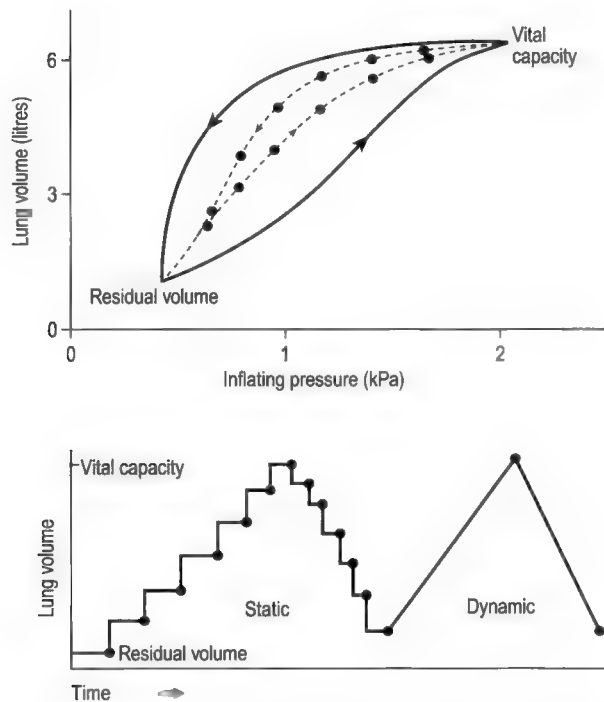 Vital
capacity
6
3
0
Lung volume (litres)
Residual volume
0
1
2
Inflating pressure (kPa)
Vital capacity
Lung volume
Static
Dynamic
Residual volume
Time